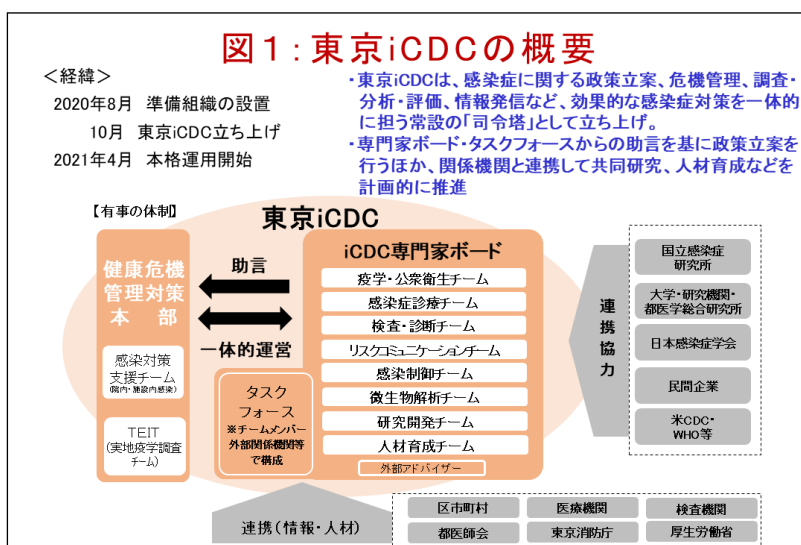 図1:東京iCDCの概要
<経緯>
2020年8月 準備組織の設置
10月 東京iCDC立ち上げ
2021年4月 本格運用開始
・東京iCDCは、感染症に関する政策立案、危機管理、調査・
分析・評価、情報発信など、効果的な感染症対策を一体的
に担う常設の「司令塔」として立ち上げ。
・専門家ボード・タスクフォースからの助言を基に政策立案を
行うほか、関係機関と連携して共同研究、人材育成などを
計画的に推進
【有事の体制】
東京iCDC
健康危機
管理対策
本 部
感染対策
支援チーム
(院内・施設内感染)
TEIT
(実地疫学調査
チーム)
助言
一体的運営
タスク
フォース
※チームメンバー
外部関係機関等
で構成
iCDC専門家ボード
疫学・公衆衛生チーム
感染症診療チーム
検査・診断チーム
リスクコミュニケーションチーム
感染制御チーム
微生物解析チーム
研究開発チーム
人材育成チーム
外部アドバイザー
連携協力
国立感染症
研究所
大学・研究機関・
都医学総合研究所
日本感染症学会
民間企業
米CDC・
WHO等
連携(情報・人材)
区市町村
医療機関
検査機関
都医師会
東京消防庁
厚生労働省